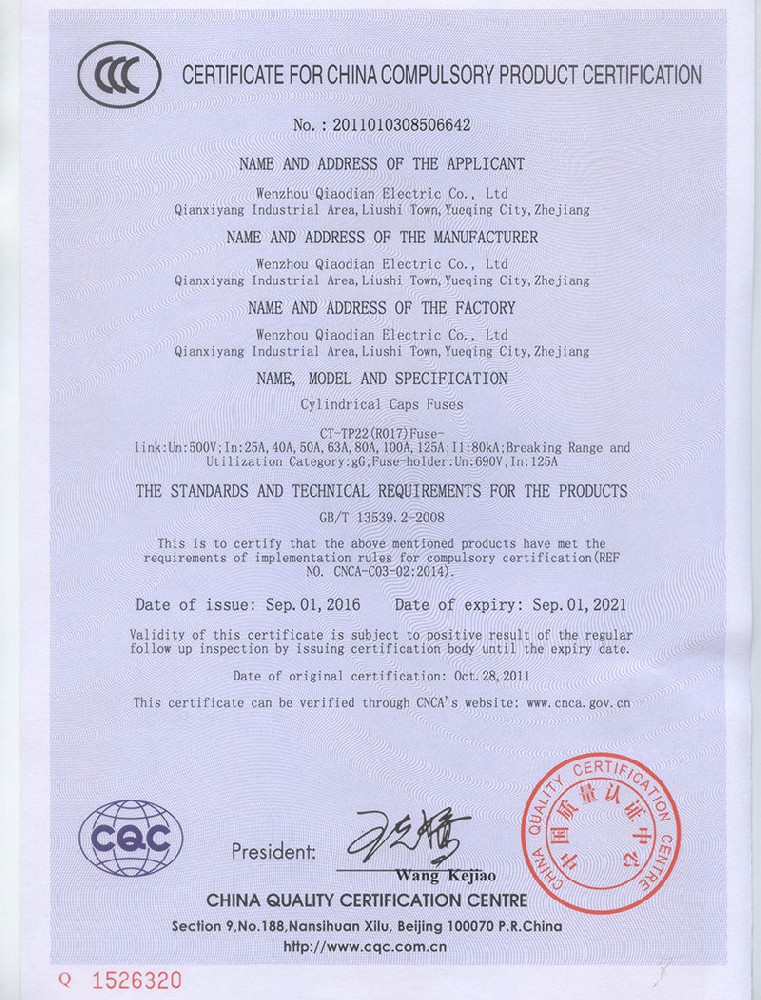 CCC
CERTIFICATE FOR CHINA COMPULSORY PRODUCT CERTIFICATION
No. : 2011010308506642
NAME AND ADDRESS OF THE APPLICANT
Wenzhou Qiaodian Electric Co., Ltd
Qianxiyang Industrial Area, Liushi Town, Yueqing City, Zhejiang
NAME AND ADDRESS OF THE MANUFACTURER
Wenzhou Qiaodian Electric Co., Ltd
Qianxiyang Industrial Area, Liushi Town, Yueqing City, Zhejiang
NAME AND ADDRESS OF THE FACTORY
Wenzhou Qiaodian Electric Co., Ltd
Qianxiyang Industrial Area, Liushi Town, Yueqing City, Zhejiang
NAME, MODEL AND SPECIFICATION
Cylindrical Caps Fuses
CT-TP22(R017)Fuse-
link:Un:500V;In:25A, 40A, 50A, 63A, 80A, 100A, 125A I1:80kA;Breaking Range and
Utilization Category:gG;Fuse-holder:Un:690V, In:125A
THE STANDARDS AND TECHNICAL REQUIREMENTS FOR THE PRODUCTS
GB/T 13539.2-2008
This is to certify that the above mentioned products have met the
requirements of implementation rules for compulsory certification(REF
NO. CNCA-C03-02:2014).
Date of issue: Sep. 01, 2016 Date of expiry: Sep. 01, 2021
Validity of this certificate is subject to positive result of the regular
follow up inspection by issuing certification body until the expiry date.
Date of original certification: Oct. 28, 2011
This certificate can be verified through CNCA's website: www.cnca.gov.cn
CQC
President:
Wang Kejiao
CHINA QUALITY CERTIFICATION CENTRE
中国质量认证中心
CHINA QUALITY CERTIFICATION CENTRE
Section 9,No.188,Nansihuan Xilu, Beijing 100070 P.R.China
http://www.cqc.com.cn
Q 1526320